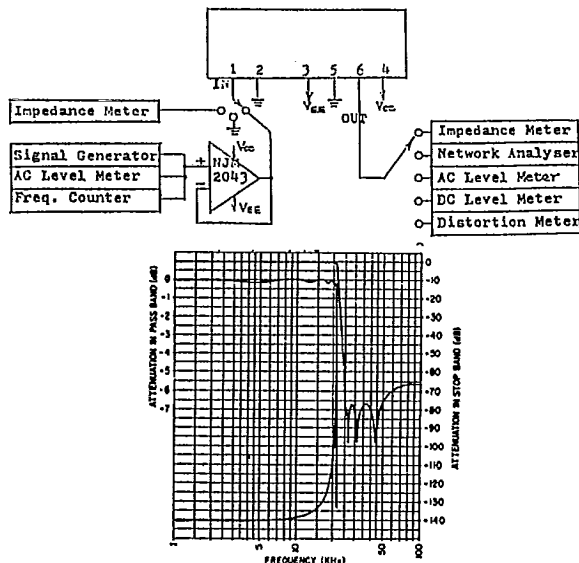 1 2 3 5 6 4
IN
VEE
VCC
OUT
Impedance Meter
Signal Generator
AC Level Meter
Freq. Counter
+
−
VCC
NJM
2043
VEE
Impedance Meter
Network Analyser
AC Level Meter
DC Level Meter
Distortion Meter
ATTENUATION IN PASS BAND (dB)
0
+1
+2
+3
+4
+5
+6
+7
0
-10
-20
-30
-40
-50
-60
-70
-80
-90
-100
-110
-120
-130
-140
ATTENUATION IN STOP BAND (dB)
1 5 10 50 100
FREQUENCY (KHz)